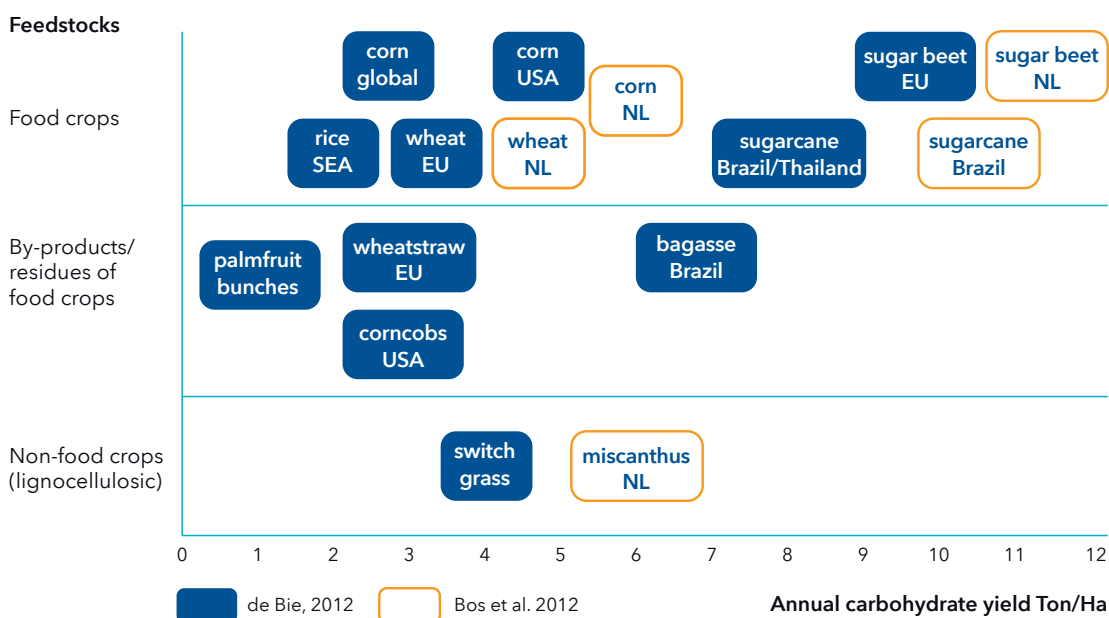 Feedstocks
corn
global
corn
USA
corn
NL
sugar beet
EU
sugar beet
NL
Food crops
rice
SEA
wheat
EU
wheat
NL
sugarcane
Brazil/Thailand
sugarcane
Brazil
By-products/
residues of
food crops
palmfruit
bunches
wheatstraw
EU
bagasse
Brazil
corncobs
USA
Non-food crops
(lignocellulosic)
switch
grass
miscanthus
NL
0 1 2 3 4 5 6 7 8 9 10 11 12
de Bie, 2012
Bos et al. 2012
Annual carbohydrate yield Ton/Ha